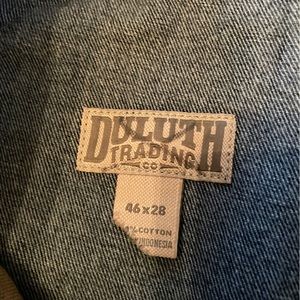 DULUTH
TRADING
CO
46x28
% COTTON
INDONESIA